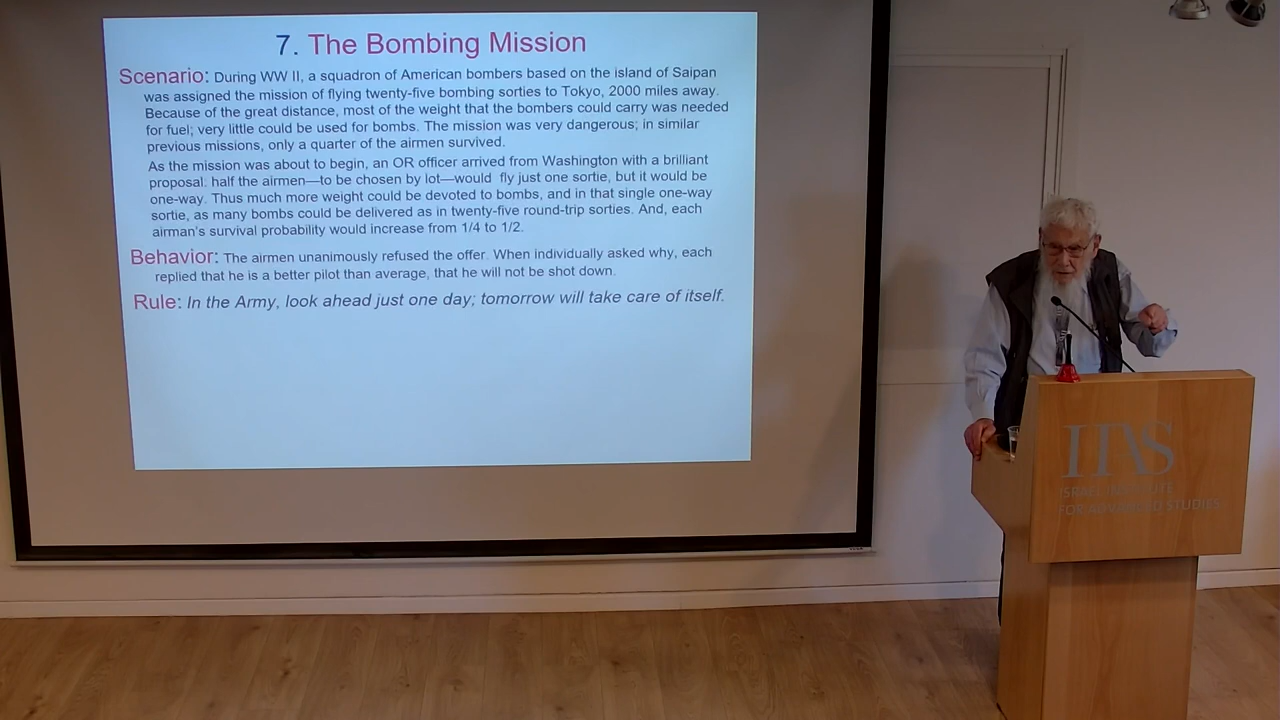 7. The Bombing Mission
Scenario: During WW II, a squadron of American bombers based on the island of Saipan
was assigned the mission of flying twenty-five bombing sorties to Tokyo, 2000 miles away.
Because of the great distance, most of the weight that the bombers could carry was needed
for fuel; very little could be used for bombs. The mission was very dangerous; in similar
previous missions, only a quarter of the airmen survived.
As the mission was about to begin, an OR officer arrived from Washington with a brilliant
proposal: half the airmen—to be chosen by lot—would fly just one sortie, but it would be
one-way. Thus much more weight could be devoted to bombs, and in that single one-way
sortie, as many bombs could be delivered as in twenty-five round-trip sorties. And, each
airman's survival probability would increase from 1/4 to 1/2.
Behavior: The airmen unanimously refused the offer. When individually asked why, each
replied that he is a better pilot than average, that he will not be shot down.
Rule: In the Army, look ahead just one day; tomorrow will take care of itself.
IIAS
ISRAEL INSTITUTE
FOR ADVANCED STUDIES